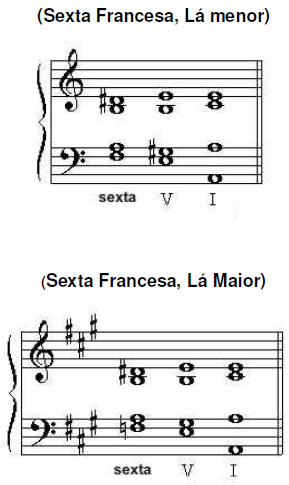 (Sexta Francesa, Lá menor)
sexta V I
(Sexta Francesa, Lá Maior)
sexta V I